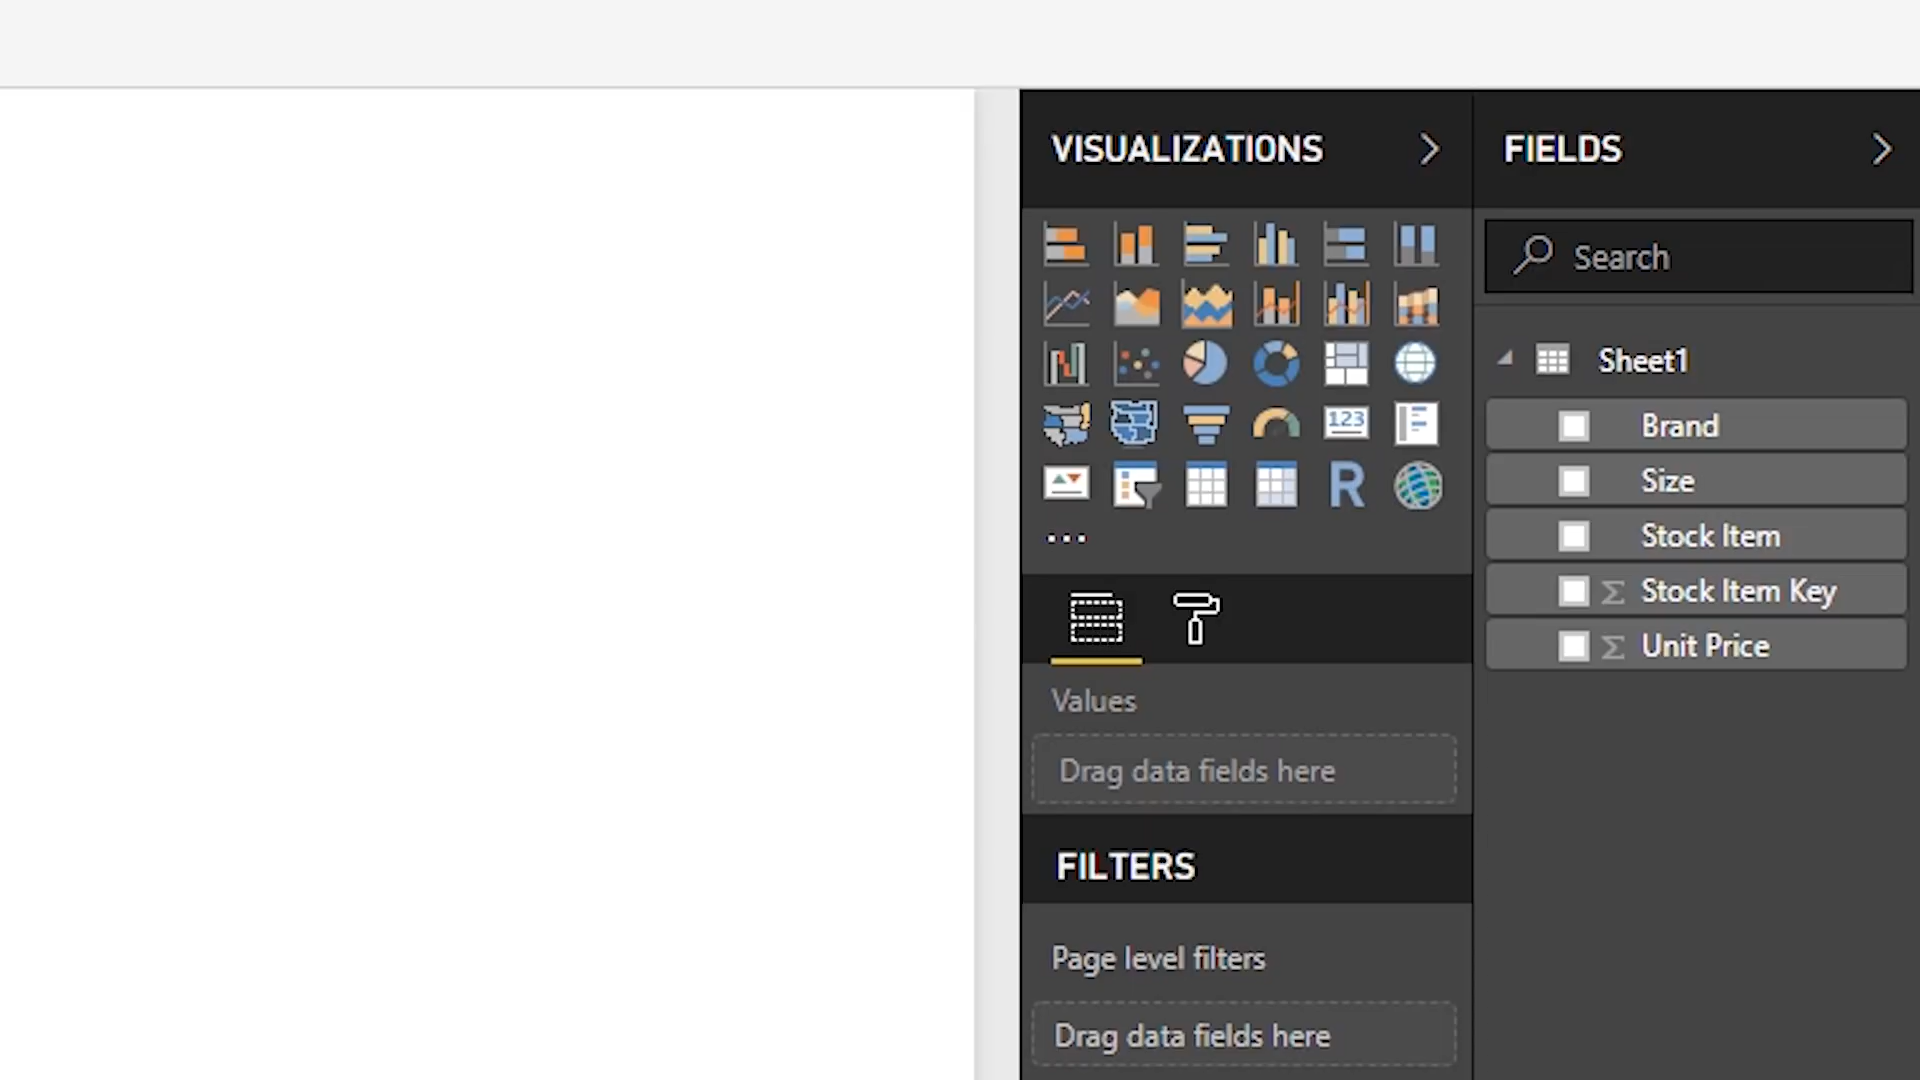 VISUALIZATIONS
FIELDS
Search
Sheet1
Brand
Size
Stock Item
Σ Stock Item Key
Σ Unit Price
123
R
...
Values
Drag data fields here
FILTERS
Page level filters
Drag data fields here